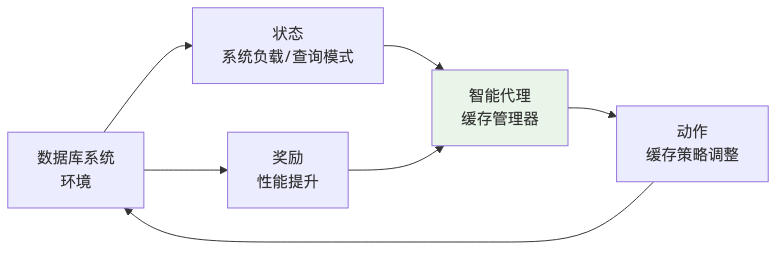 状态
系统负载/查询模式
智能代理
缓存管理器
动作
缓存策略调整
数据库系统
环境
奖励
性能提升